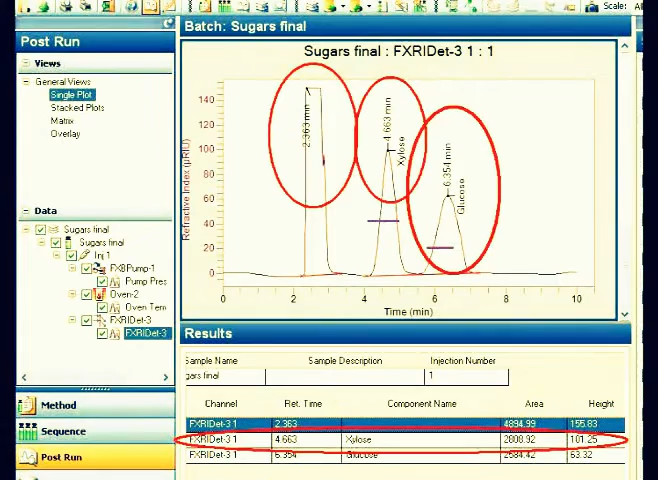 Scale:
Post Run
Views
General Views
Single Plot
Stacked Plots
Matrix
Overlay
Data
Sugars final
Sugars final
Inj 1
FX8Pump-1
Pump Pres
Oven-2
Oven Tem
FXRIDet-3
FXRIDet-3
Method
Sequence
Post Run
Batch: Sugars final
Sugars final : FXRIDet-3 1 : 1
Refractive Index (µRIU)
140
120
100
80
60
40
20
0
2.363 min
4.663 min
Xylose
6.354 min
Glucose
0 2 4 6 8 10
Time (min)
Results
Sample Name Sample Description Injection Number
gars final 1
Channel Ret. Time Component Name Area Height
FXRIDet-3 1 2.363 4894.99 155.83
FXRIDet-3 1 4.663 Xylose 2808.92 101.25
FXRIDet-3 1 6.354 Glucose 2584.42 63.32